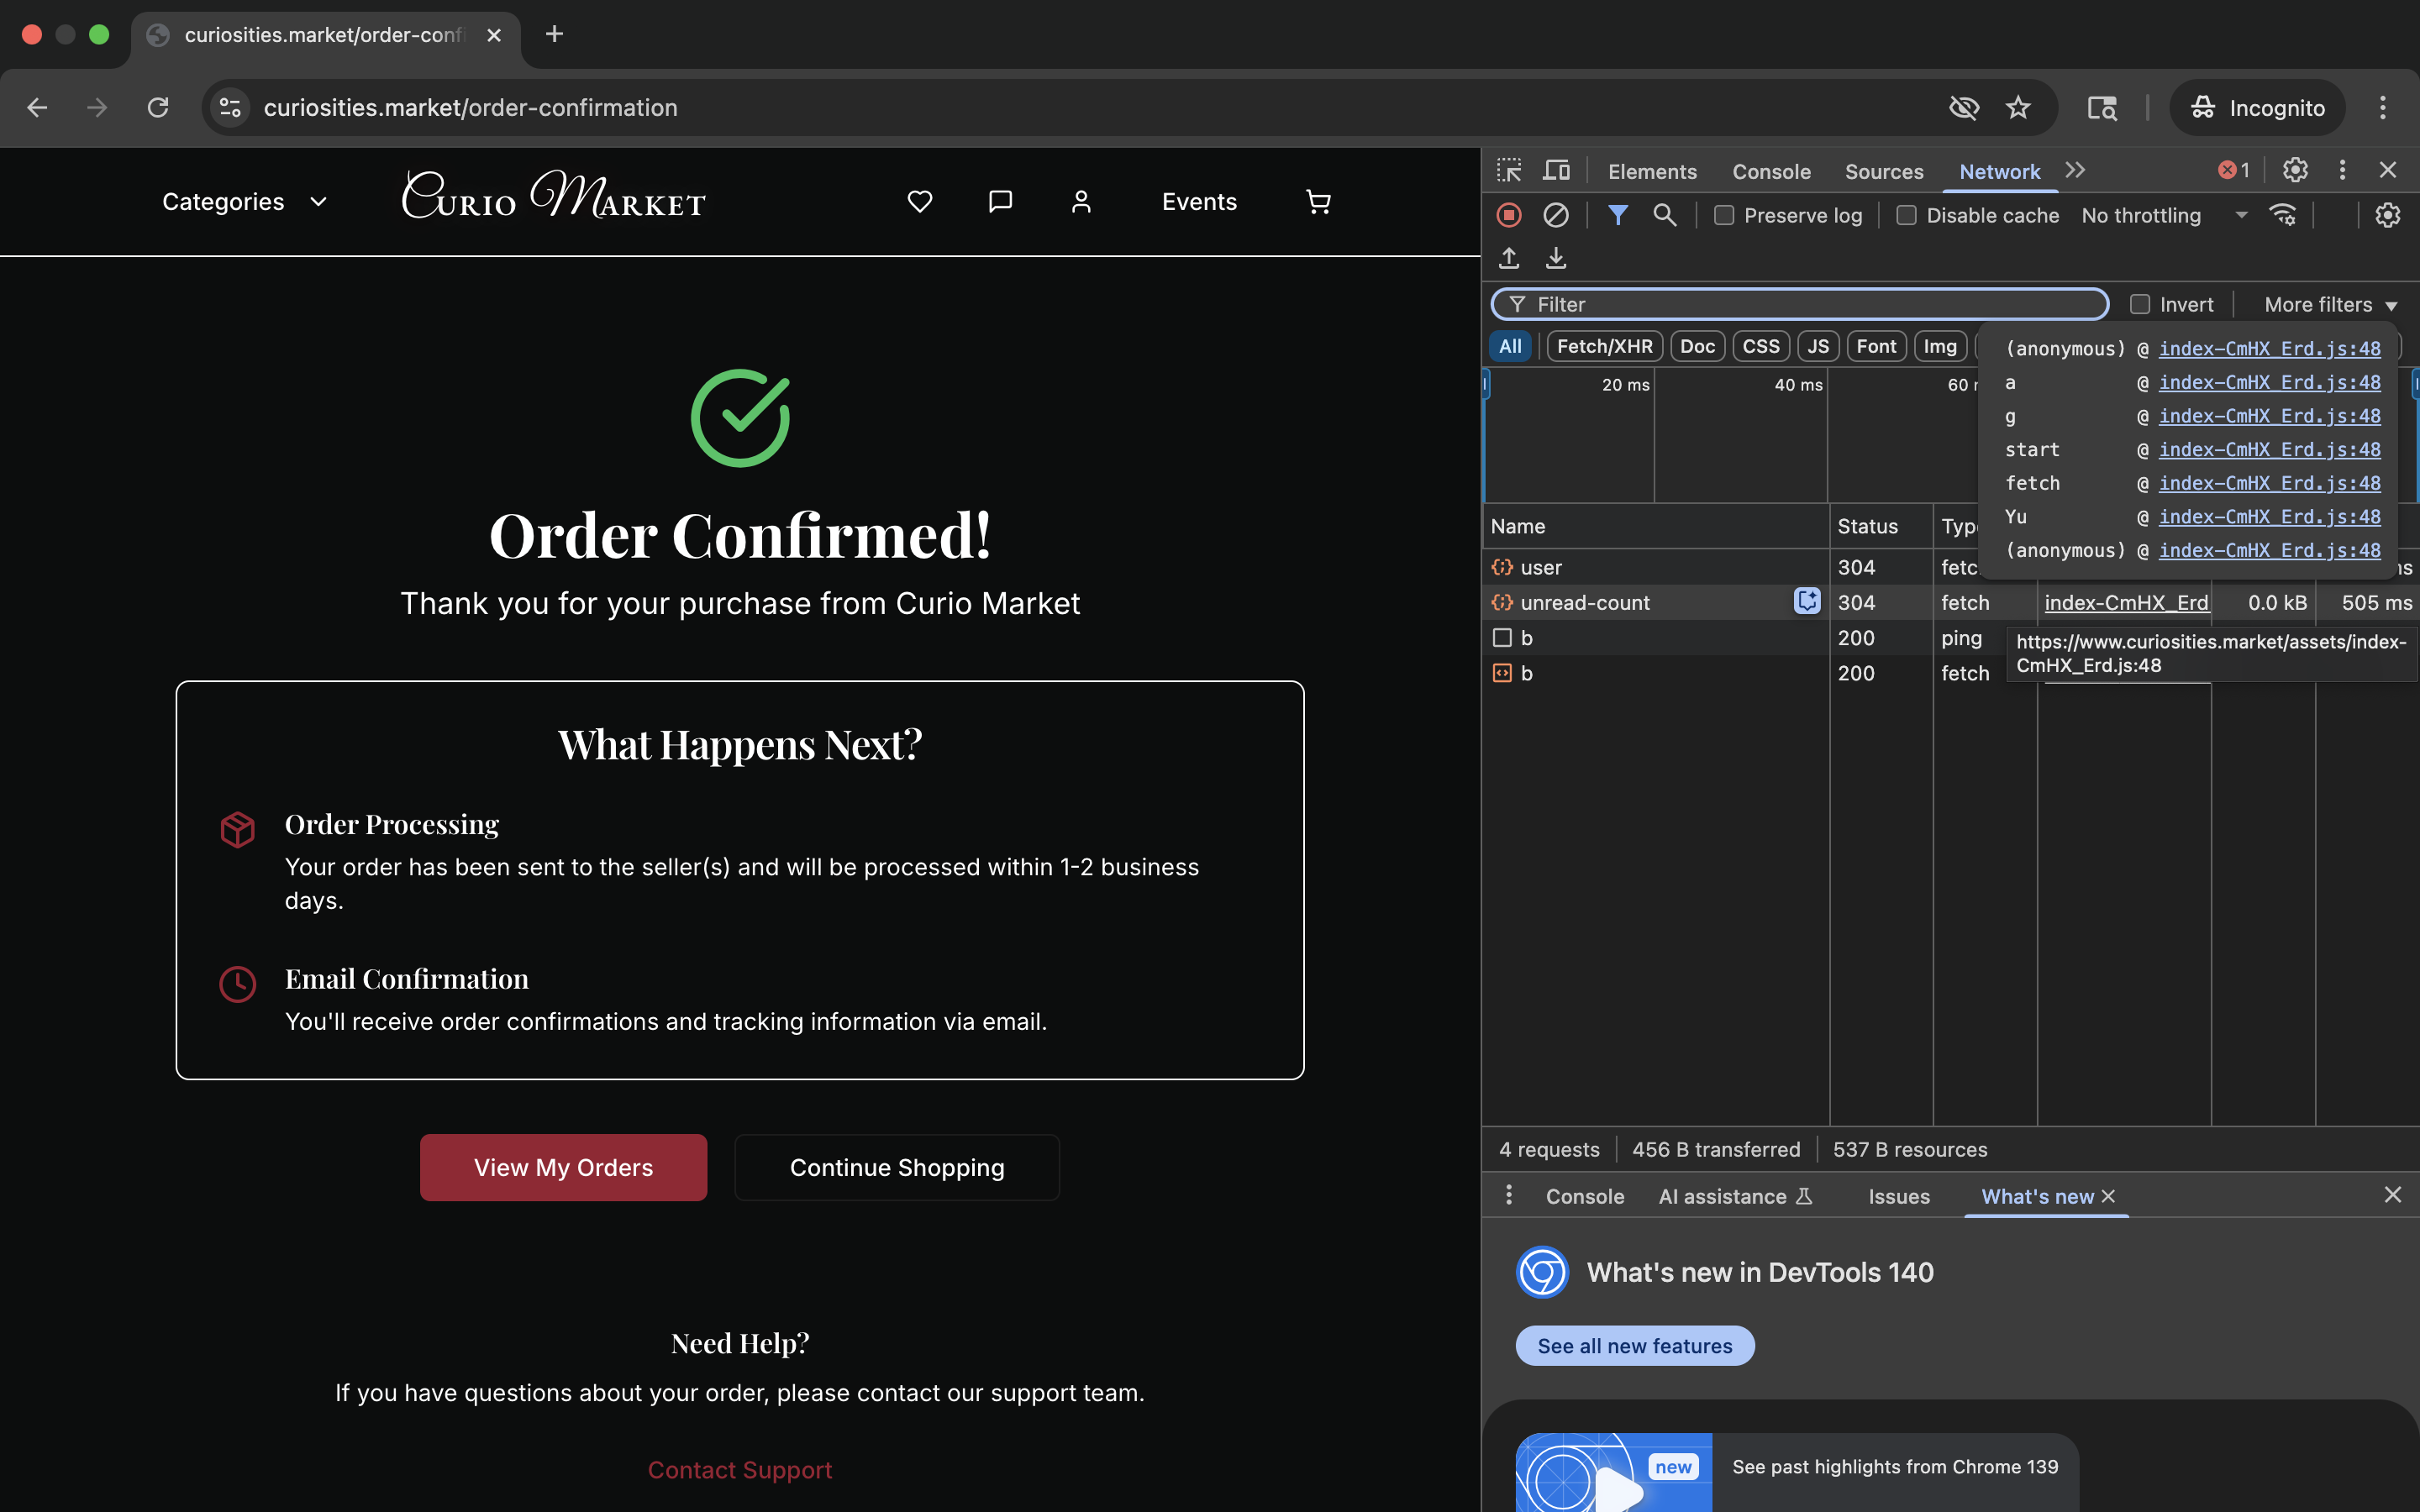 curiosities.market/order-conf
curiosities.market/order-confirmation
Incognito
Categories
Curio Market
Events
Order Confirmed!
Thank you for your purchase from Curio Market
What Happens Next?
Order Processing
Your order has been sent to the seller(s) and will be processed within 1-2 business
days.
Email Confirmation
You'll receive order confirmations and tracking information via email.
View My Orders
Continue Shopping
Need Help?
If you have questions about your order, please contact our support team.
Contact Support
Elements Console Sources Network 1
Preserve log Disable cache No throttling
Filter Invert More filters
All Fetch/XHR Doc CSS JS Font Img
20 ms 40 ms 60
(anonymous) @ index-CmHX_Erd.js:48
a @ index-CmHX_Erd.js:48
g @ index-CmHX_Erd.js:48
start @ index-CmHX_Erd.js:48
fetch @ index-CmHX_Erd.js:48
Yu @ index-CmHX_Erd.js:48
(anonymous) @ index-CmHX_Erd.js:48
Name Status Typ
user 304 fetc
unread-count 304 fetch index-CmHX_Erd 0.0 kB 505 ms
b 200 ping
b 200 fetch
https://www.curiosities.market/assets/index-
CmHX_Erd.js:48
4 requests 456 B transferred 537 B resources
Console AI assistance Issues What's new
What's new in DevTools 140
See all new features
new
See past highlights from Chrome 139